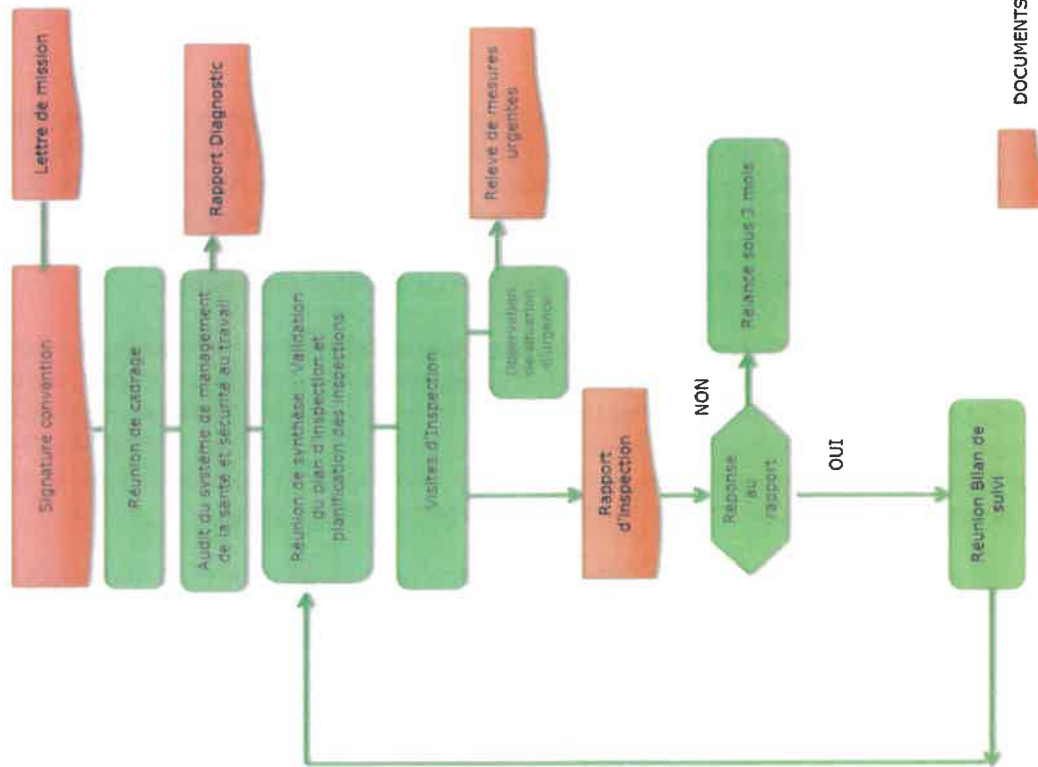 Signature convention
Lettre de mission
Réunion de cadrage
Audit du système de management
de la santé et sécurité au travail
Rapport Diagnostic
Réunion de synthèse : Validation
du plan d'inspection et
planification des inspections
Visites d'Inspection
Observation
de situation
d'urgence
Relevé de mesures
urgentes
Rapport
d'inspection
Réponse
au
rapport
NON
Relance sous 3 mois
OUI
Réunion Bilan de
suivi
DOCUMENTS